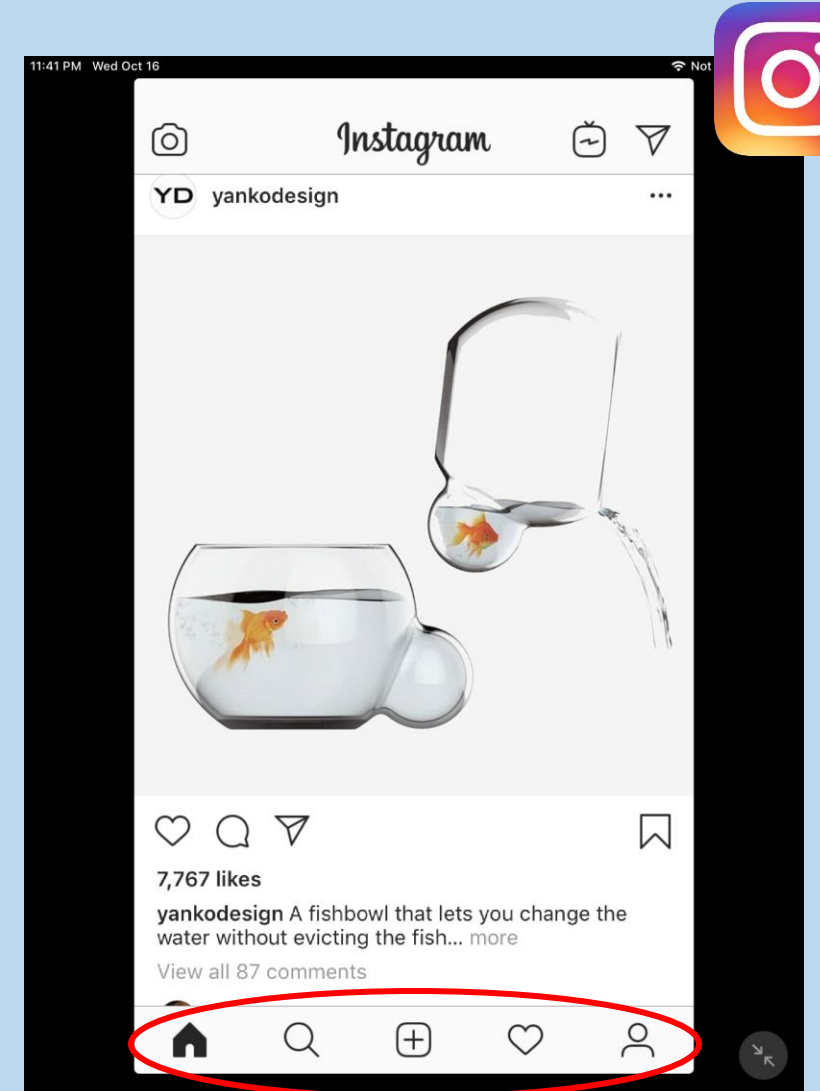 11:41 PM Wed Oct 16
Not
Instagram
YD yankodesign
7,767 likes
yankodesign A fishbowl that lets you change the
water without evicting the fish... more
View all 87 comments